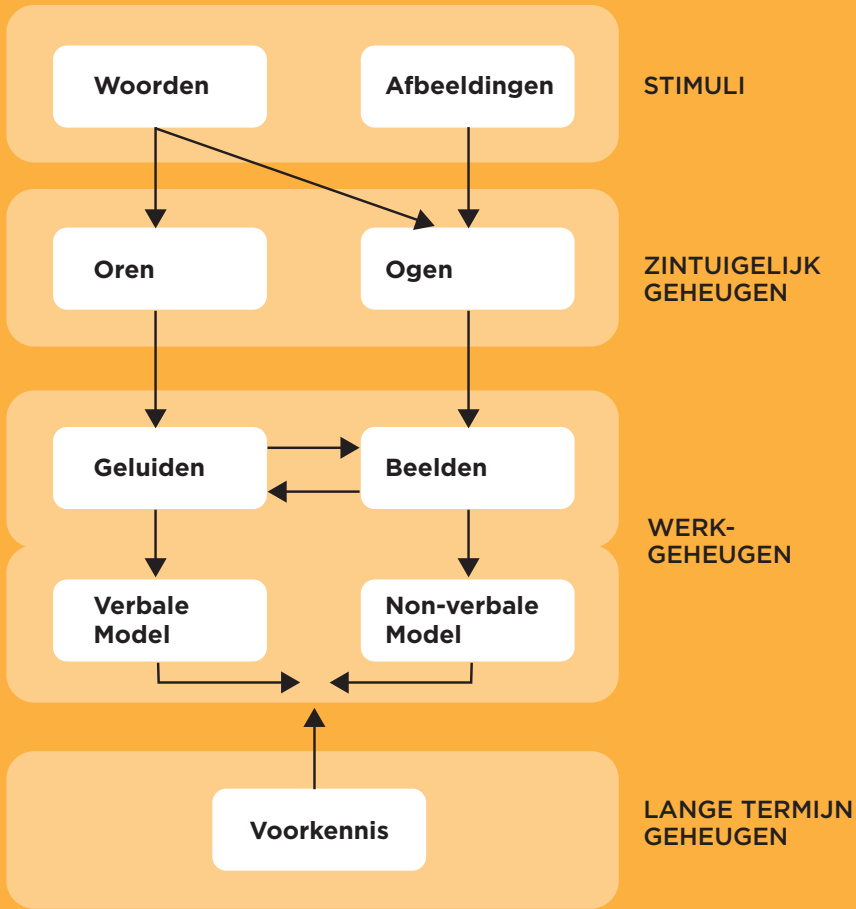 Woorden
Afbeeldingen
STIMULI
Oren
Ogen
ZINTUIGELIJK
GEHEUGEN
Geluiden
Beelden
WERK-
GEHEUGEN
Verbale
Model
Non-verbale
Model
Voorkennis
LANGE TERMIJN
GEHEUGEN